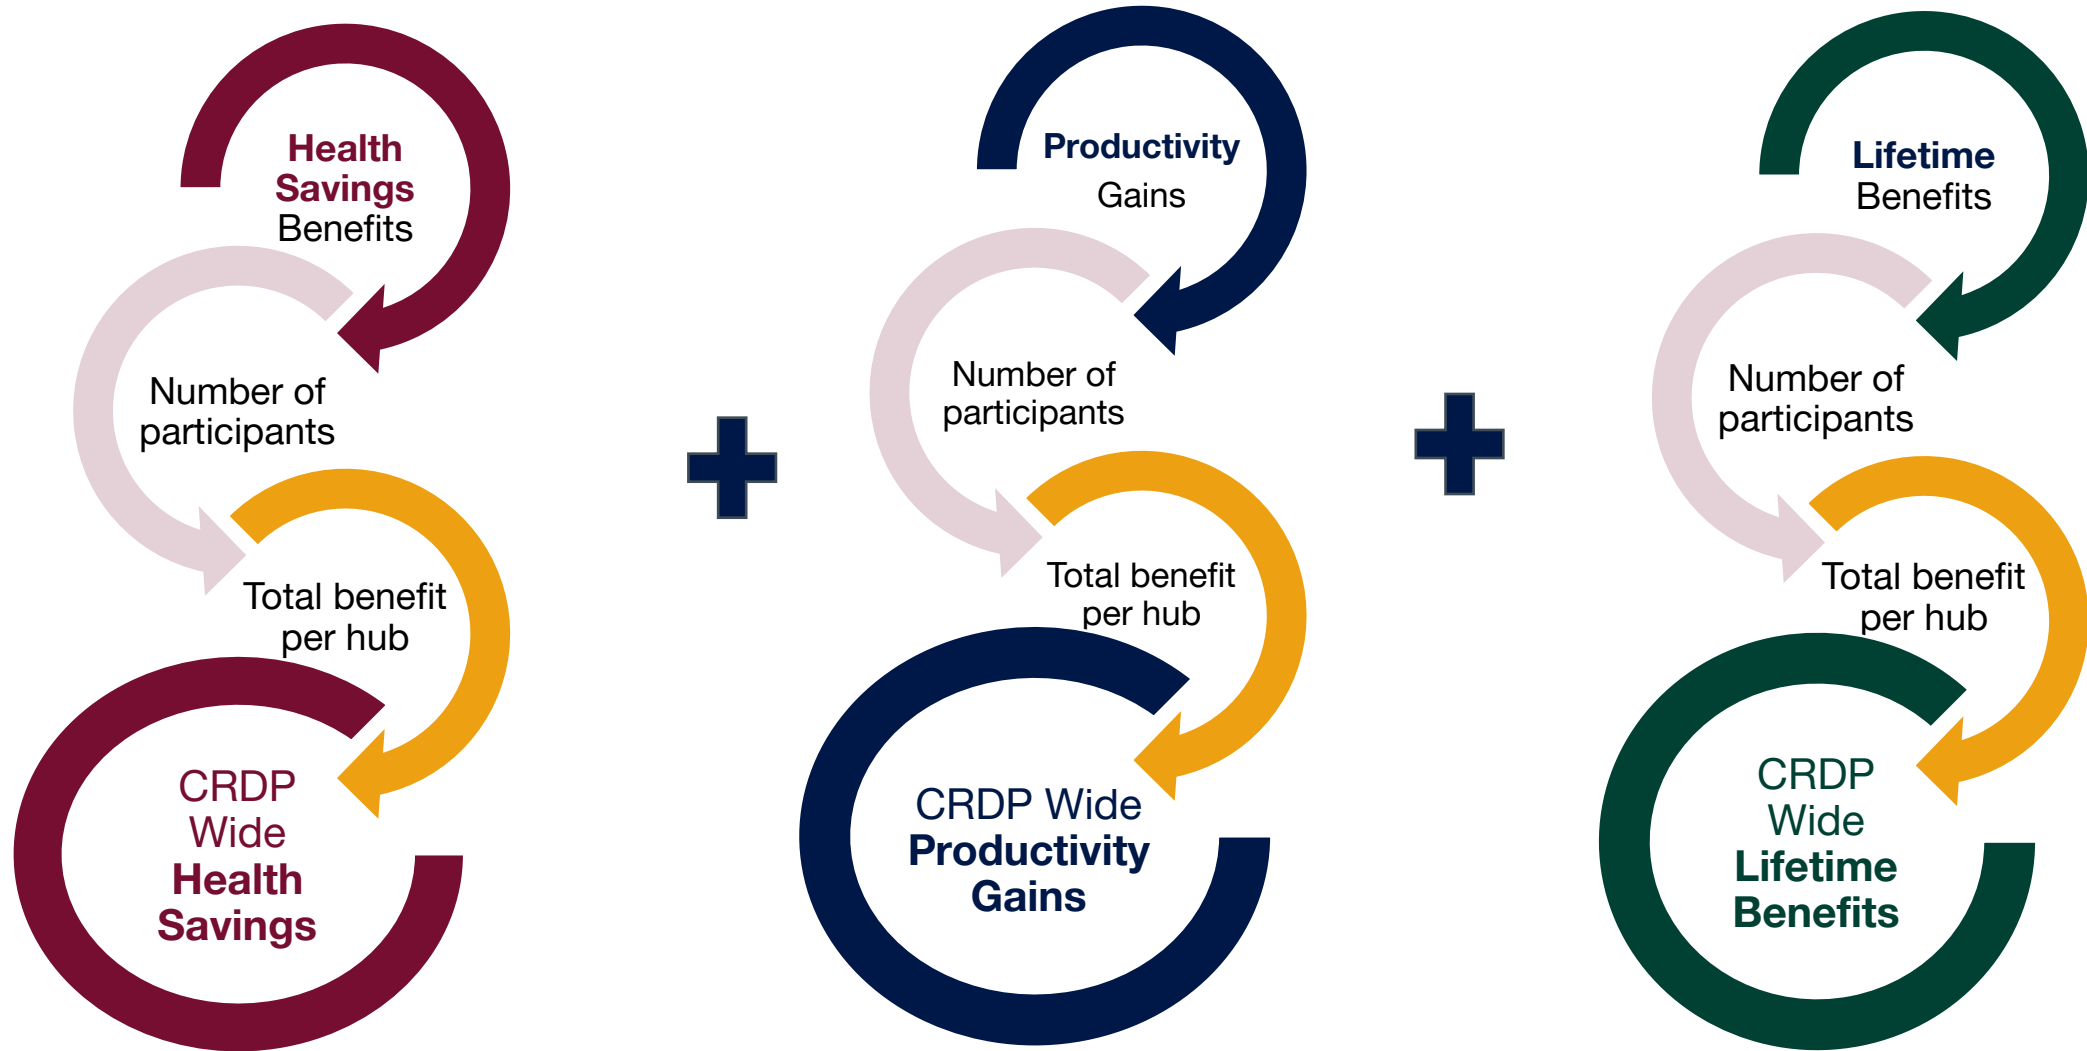 Health
Savings
Benefits
Number of
participants
Total benefit
per hub
CRDP
Wide
Health
Savings
Productivity
Gains
Number of
participants
Total benefit
per hub
CRDP Wide
Productivity
Gains
Lifetime
Benefits
Number of
participants
Total benefit
per hub
CRDP
Wide
Lifetime
Benefits